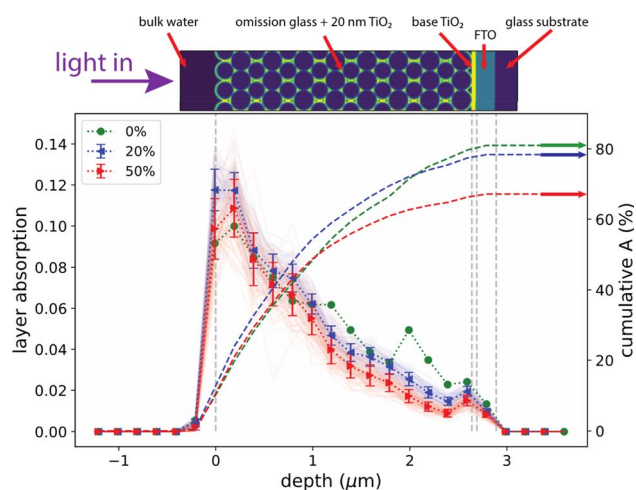 bulk water
omission glass + 20 nm TiO₂
base TiO₂
FTO
glass substrate
light in
0%
20%
50%
0.14
0.12
0.10
0.08
0.06
0.04
0.02
0.00
layer absorption
80
60
40
20
0
cumulative A (%)
−1
0
1
2
3
depth (μm)